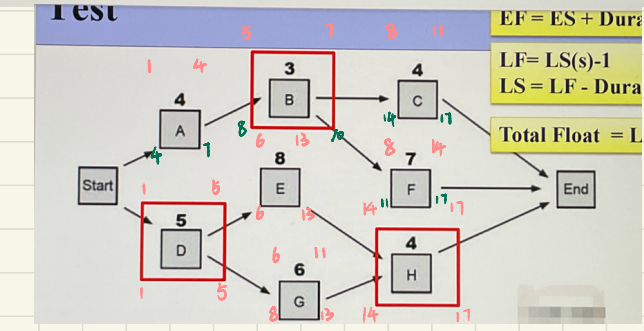 Test
EF = ES + Dura
LF= LS(s)-1
LS = LF - Dura
Total Float = L
5 7 8 11
1 4
3
B
4
C
4
A
8
10
14 17
4 7
6 13
8 14
8
E
7
F
Start
End
1 5
11 17
14 17
6 13
5
D
4
H
6 11
6
G
1 5
8 13
14 17